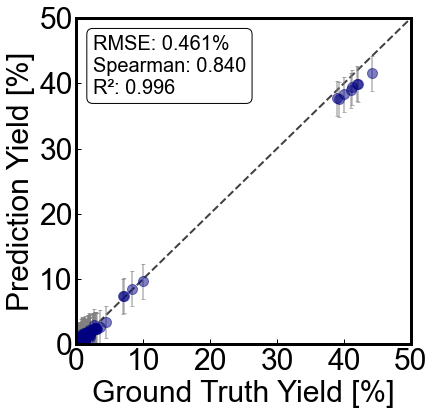 RMSE: 0.461%
Spearman: 0.840
R²: 0.996
Prediction Yield [%]
50
40
30
20
10
0
0 10 20 30 40 50
Ground Truth Yield [%]